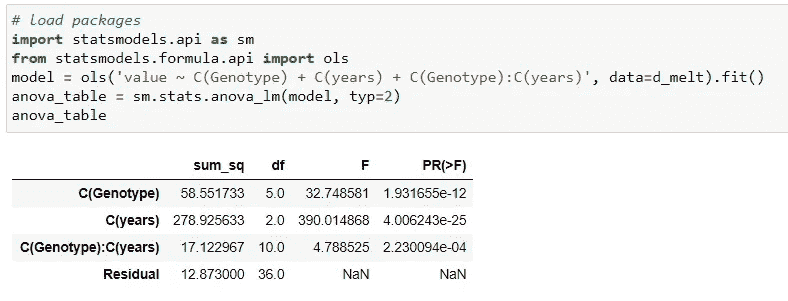 # load packages
import statsmodels.api as sm
from statsmodels.formula.api import ols
model = ols('value ~ C(Genotype) + C(years) + C(Genotype):C(years)', data=d_melt).fit()
anova_table = sm.stats.anova_lm(model, typ=2)
anova_table
sum_sq df F PR(>F)
C(Genotype) 58.551733 5.0 32.748581 1.931655e-12
C(years) 278.925633 2.0 390.014868 4.006243e-25
C(Genotype):C(years) 17.122967 10.0 4.788525 2.230094e-04
Residual 12.873000 36.0 NaN NaN